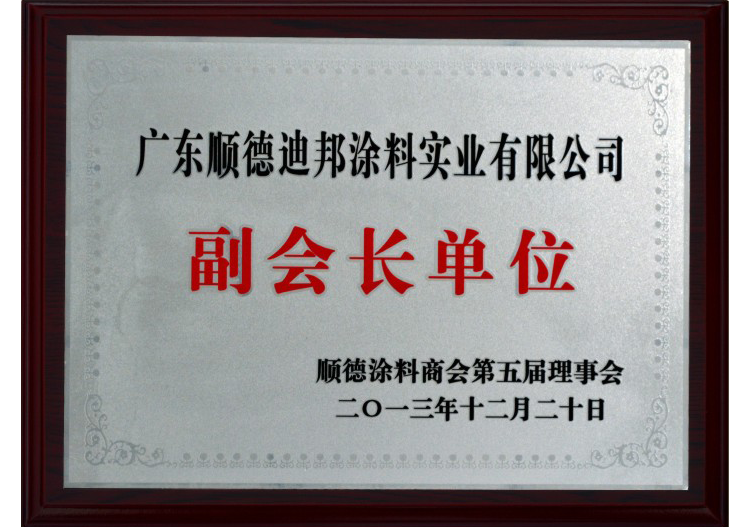 广东顺德迪邦涂料实业有限公司
副会长单位
顺德涂料商会第五届理事会
二〇一三年十二月二十日